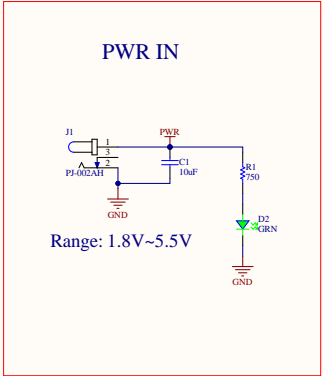 PWR IN
J1
1
3
2
PJ-002AH
PWR
C1
10uF
R1
750
GND
D2
GRN
Range: 1.8V~5.5V
GND